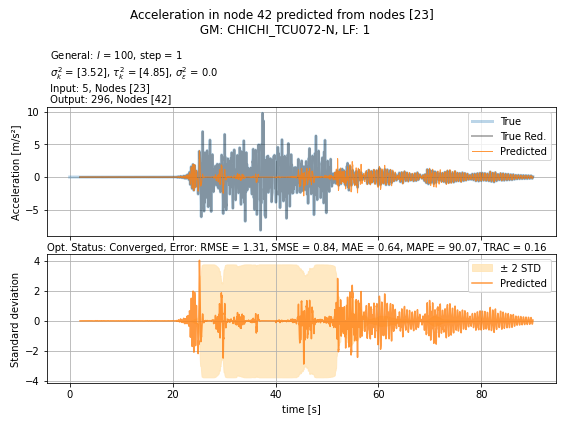 Acceleration in node 42 predicted from nodes [23]
GM: CHICHI_TCU072-N, LF: 1
General: l = 100, step = 1
σ²ₖ = [3.52], τ²ₖ = [4.85], σ²ε = 0.0
Input: 5, Nodes [23]
Output: 296, Nodes [42]
Acceleration [m/s²]
10
5
0
−5
True
True Red.
Predicted
Opt. Status: Converged, Error: RMSE = 1.31, SMSE = 0.84, MAE = 0.64, MAPE = 90.07, TRAC = 0.16
Standard deviation
4
2
0
−2
−4
± 2 STD
Predicted
0 20 40 60 80
time [s]